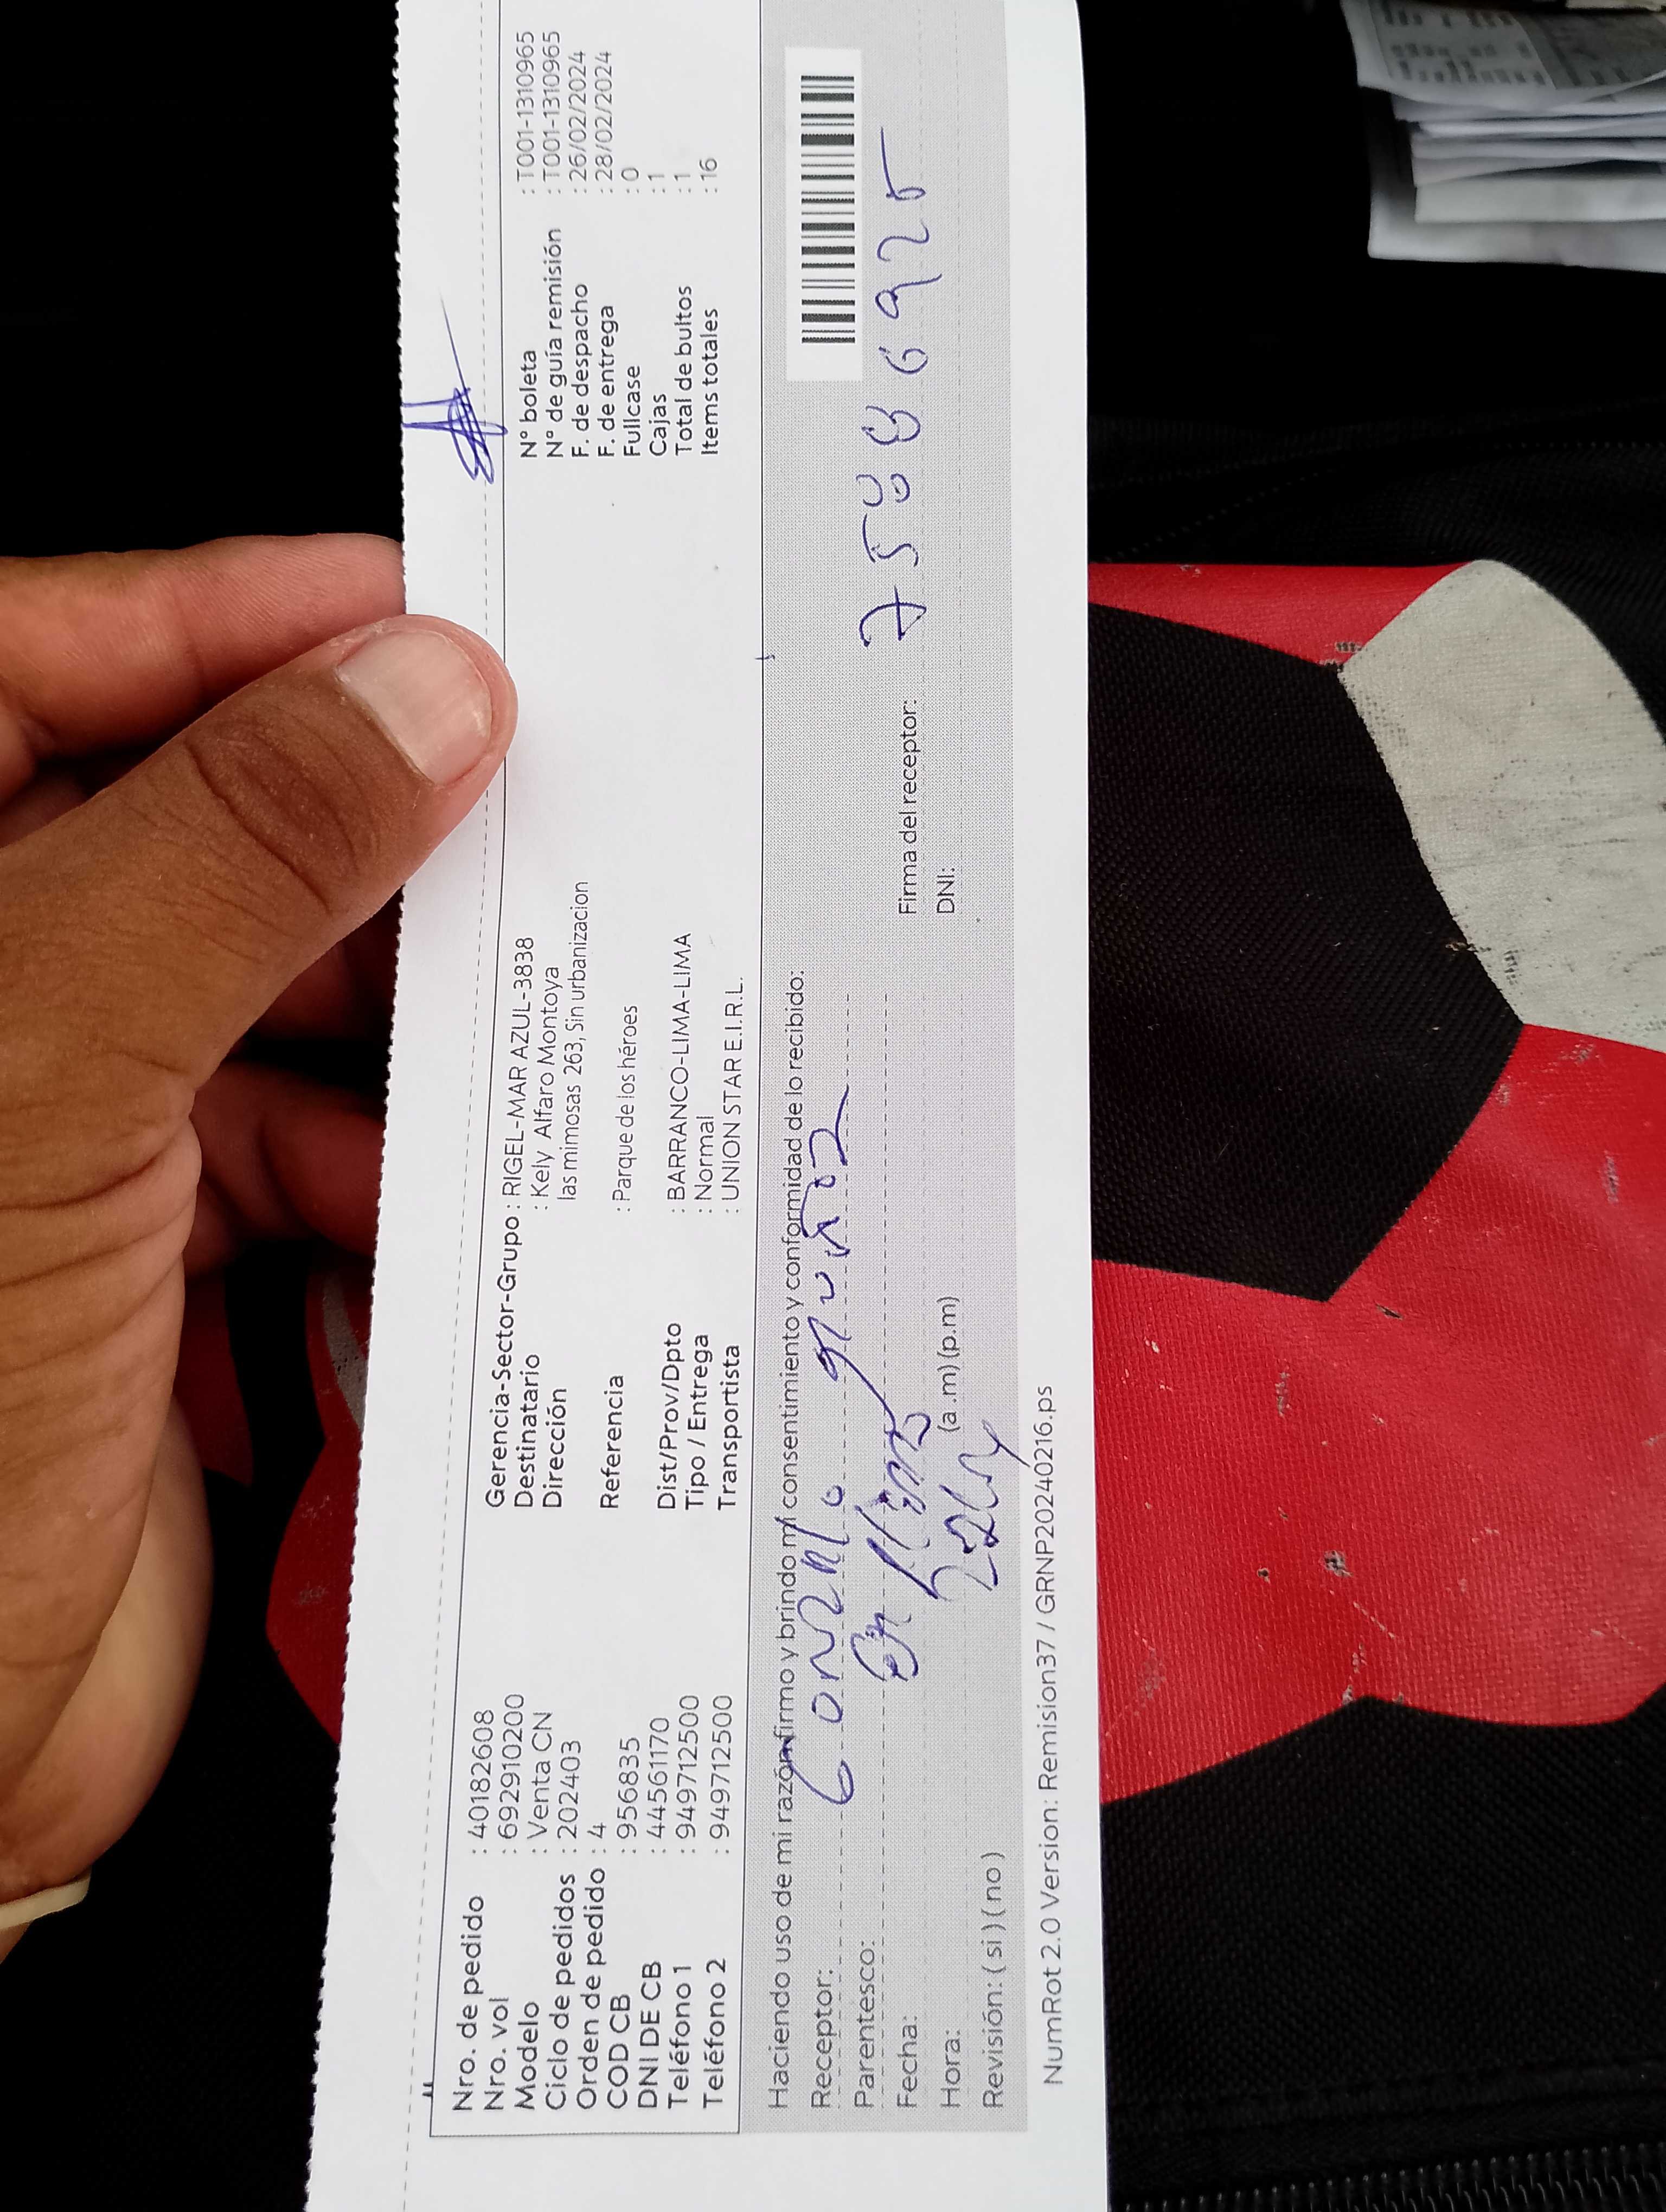 Nro. de pedido : 40182608
Nro. vol : 692910200
Modelo : Venta CN
Ciclo de pedidos : 202403
Orden de pedido : 4
COD CB : 956835
DNI DE CB : 44561170
Teléfono 1 : 949712500
Teléfono 2 : 949712500
Gerencia-Sector-Grupo : RIGEL-MAR AZUL-3838
Destinatario : Kely Alfaro Montoya
Dirección las mimosas 263, Sin urbanizacion
Referencia : Parque de los héroes
Dist/Prov/Dpto : BARRANCO-LIMA-LIMA
Tipo / Entrega : Normal
Transportista : UNION STAR E.I.R.L.
N° boleta : T001-1310965
N° de guía remisión : T001-1310965
F. de despacho : 26/02/2024
F. de entrega : 28/02/2024
Fullcase : 0
Cajas : 1
Total de bultos : 1
Items totales : 16
Haciendo uso de mi razón firmo y brindo mi consentimiento y conformidad de lo recibido:
Receptor:
Parentesco:
Fecha:
Hora: (a .m) (p.m)
Revisión: ( si ) ( no )
Firma del receptor: 75886925
DNI:
NumRot 2.0 Version: Remision37 / GRNP20240216.ps